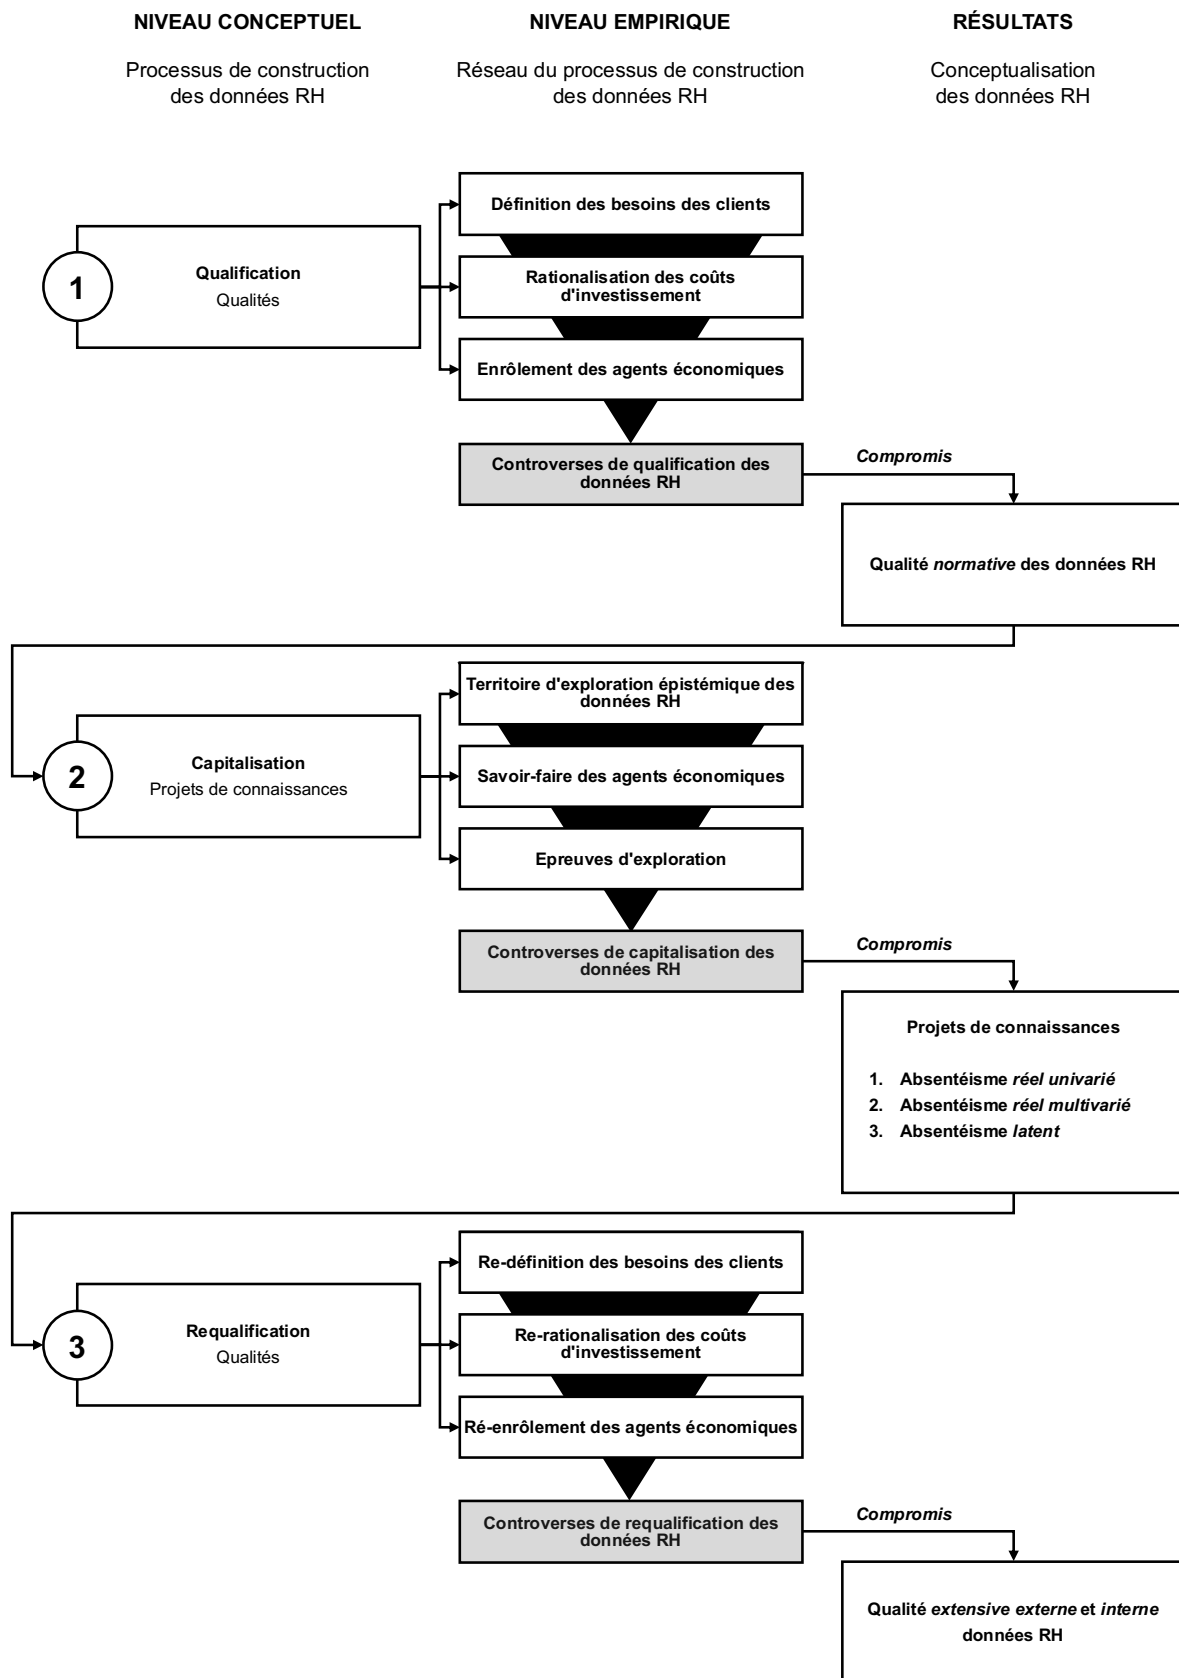 NIVEAU CONCEPTUEL
Processus de construction
des données RH
NIVEAU EMPIRIQUE
Réseau du processus de construction
des données RH
RÉSULTATS
Conceptualisation
des données RH
1
Qualification
Qualités
Définition des besoins des clients
Rationalisation des coûts
d'investissement
Enrôlement des agents économiques
Controverses de qualification des
données RH
Compromis
Qualité normative des données RH
2
Capitalisation
Projets de connaissances
Territoire d'exploration épistémique des
données RH
Savoir-faire des agents économiques
Epreuves d'exploration
Controverses de capitalisation des
données RH
Compromis
Projets de connaissances
1. Absentéisme réel univarié
2. Absentéisme réel multivarié
3. Absentéisme latent
3
Requalification
Qualités
Re-définition des besoins des clients
Re-rationalisation des coûts
d'investissement
Ré-enrôlement des agents économiques
Controverses de requalification des
données RH
Compromis
Qualité extensive externe et interne
données RH